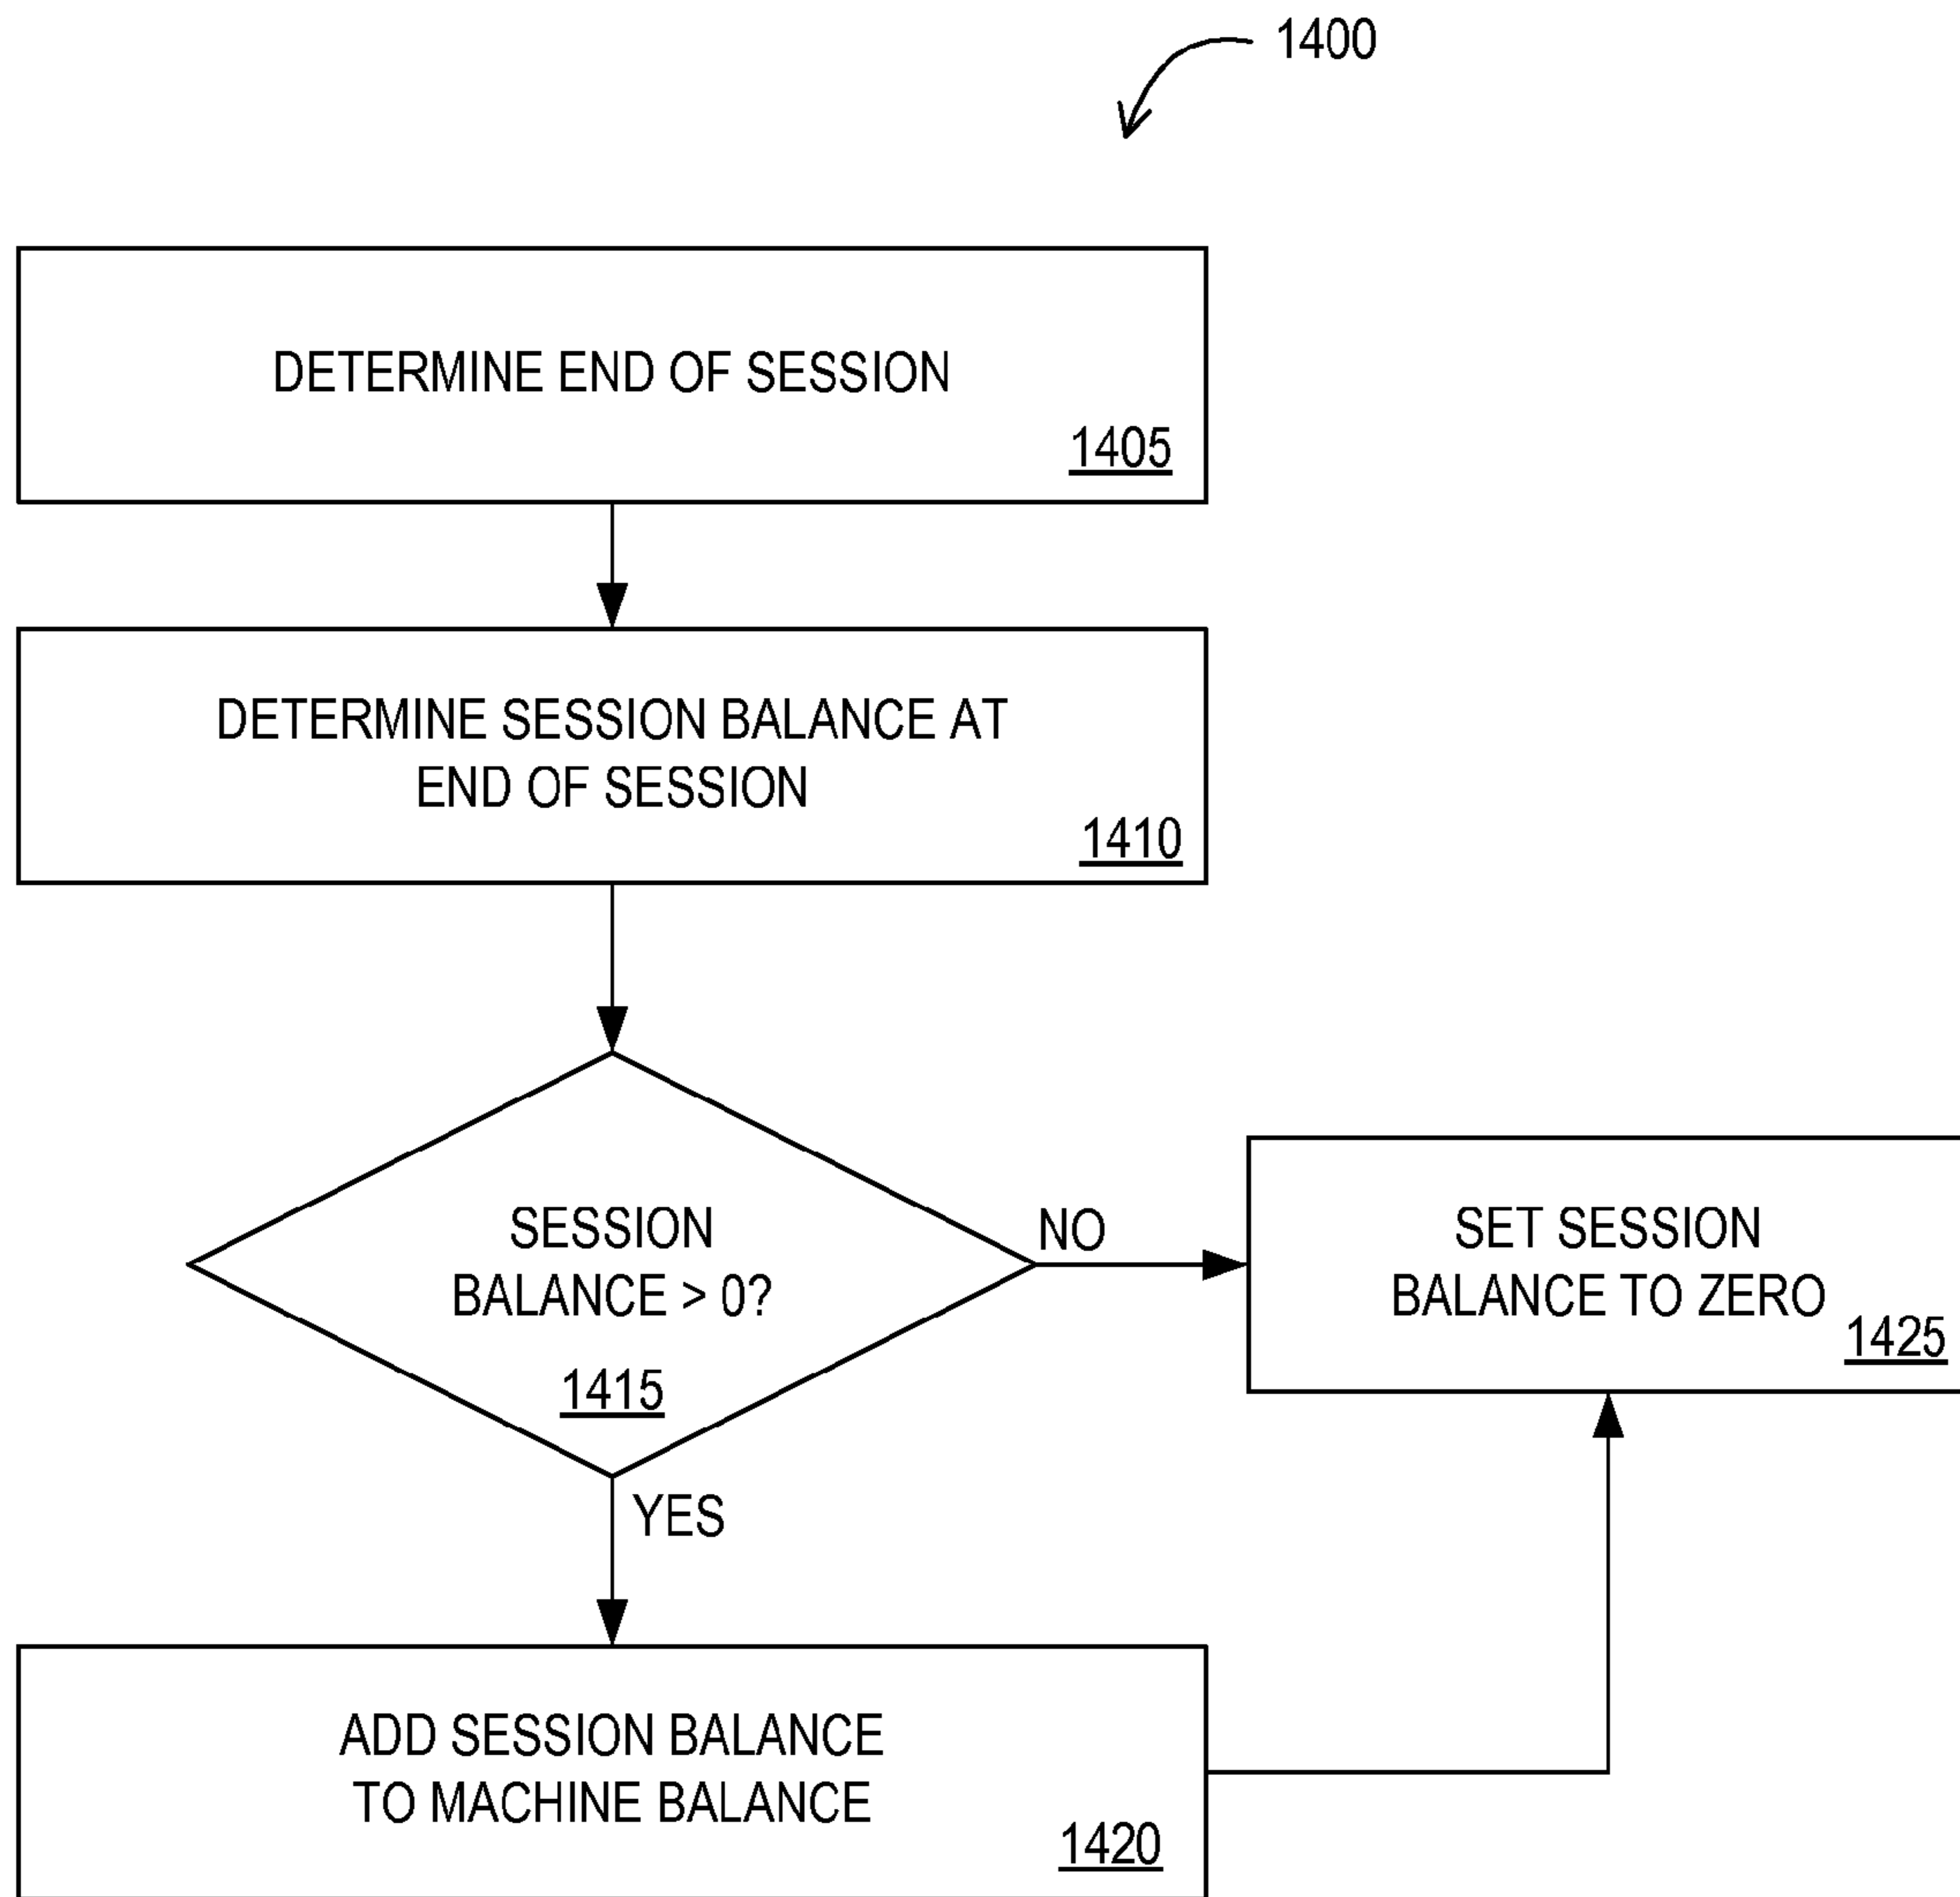 1400
DETERMINE END OF SESSION
1405
DETERMINE SESSION BALANCE AT
END OF SESSION
1410
SESSION
BALANCE > 0?
1415
NO
SET SESSION
BALANCE TO ZERO
1425
YES
ADD SESSION BALANCE
TO MACHINE BALANCE
1420